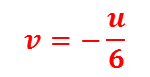 v = − u/6